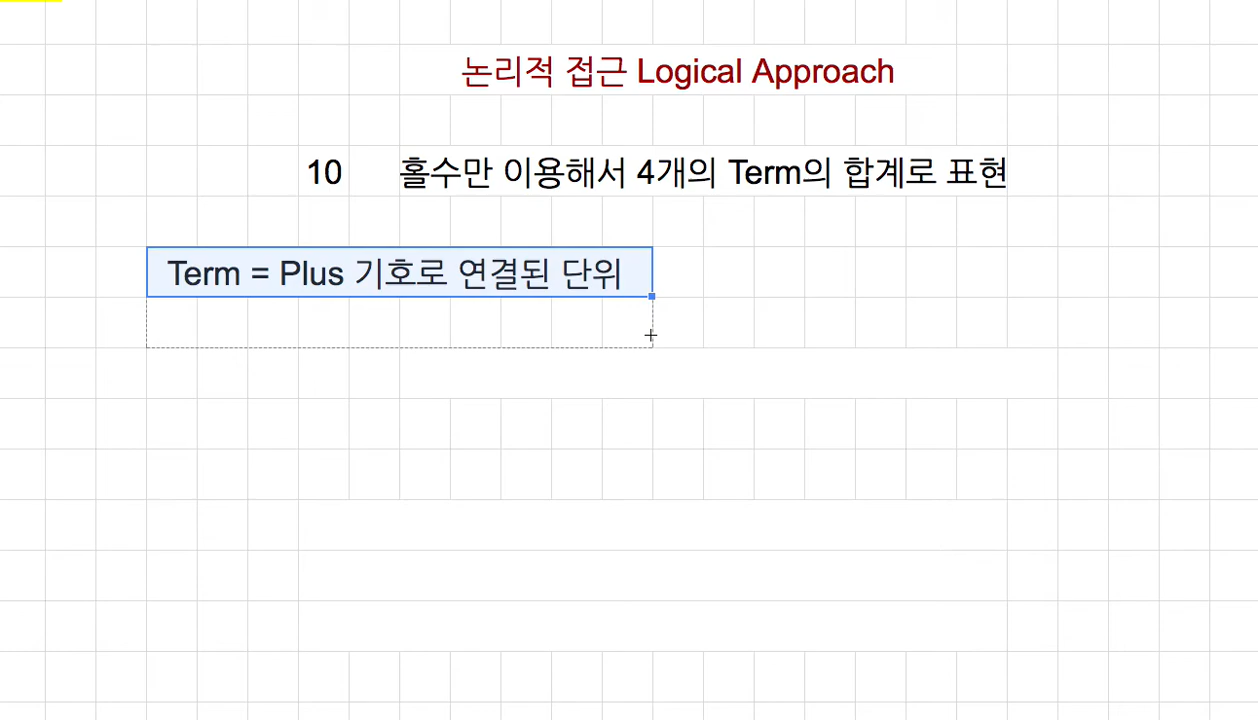 논리적 접근 Logical Approach
10 홀수만 이용해서 4개의 Term의 합계로 표현
Term = Plus 기호로 연결된 단위